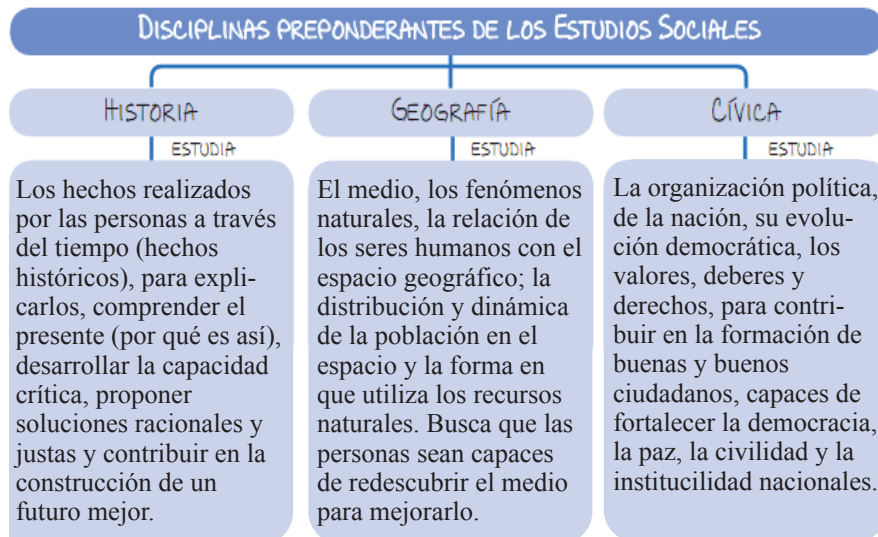 DISCIPLINAS PREPONDERANTES DE LOS ESTUDIOS SOCIALES
HISTORIA
ESTUDIA
Los hechos realizados
por las personas a través
del tiempo (hechos
históricos), para expli-
carlos, comprender el
presente (por qué es así),
desarrollar la capacidad
crítica, proponer
soluciones racionales y
justas y contribuir en la
construcción de un
futuro mejor.
GEOGRAFÍA
ESTUDIA
El medio, los fenómenos
naturales, la relación de
los seres humanos con el
espacio geográfico; la
distribución y dinámica
de la población en el
espacio y la forma en
que utiliza los recursos
naturales. Busca que las
personas sean capaces
de redescubrir el medio
para mejorarlo.
CÍVICA
ESTUDIA
La organización política,
de la nación, su evolu-
ción democrática, los
valores, deberes y
derechos, para contri-
buir en la formación de
buenas y buenos
ciudadanos, capaces de
fortalecer la democracia,
la paz, la civilidad y la
institucilidad nacionales.